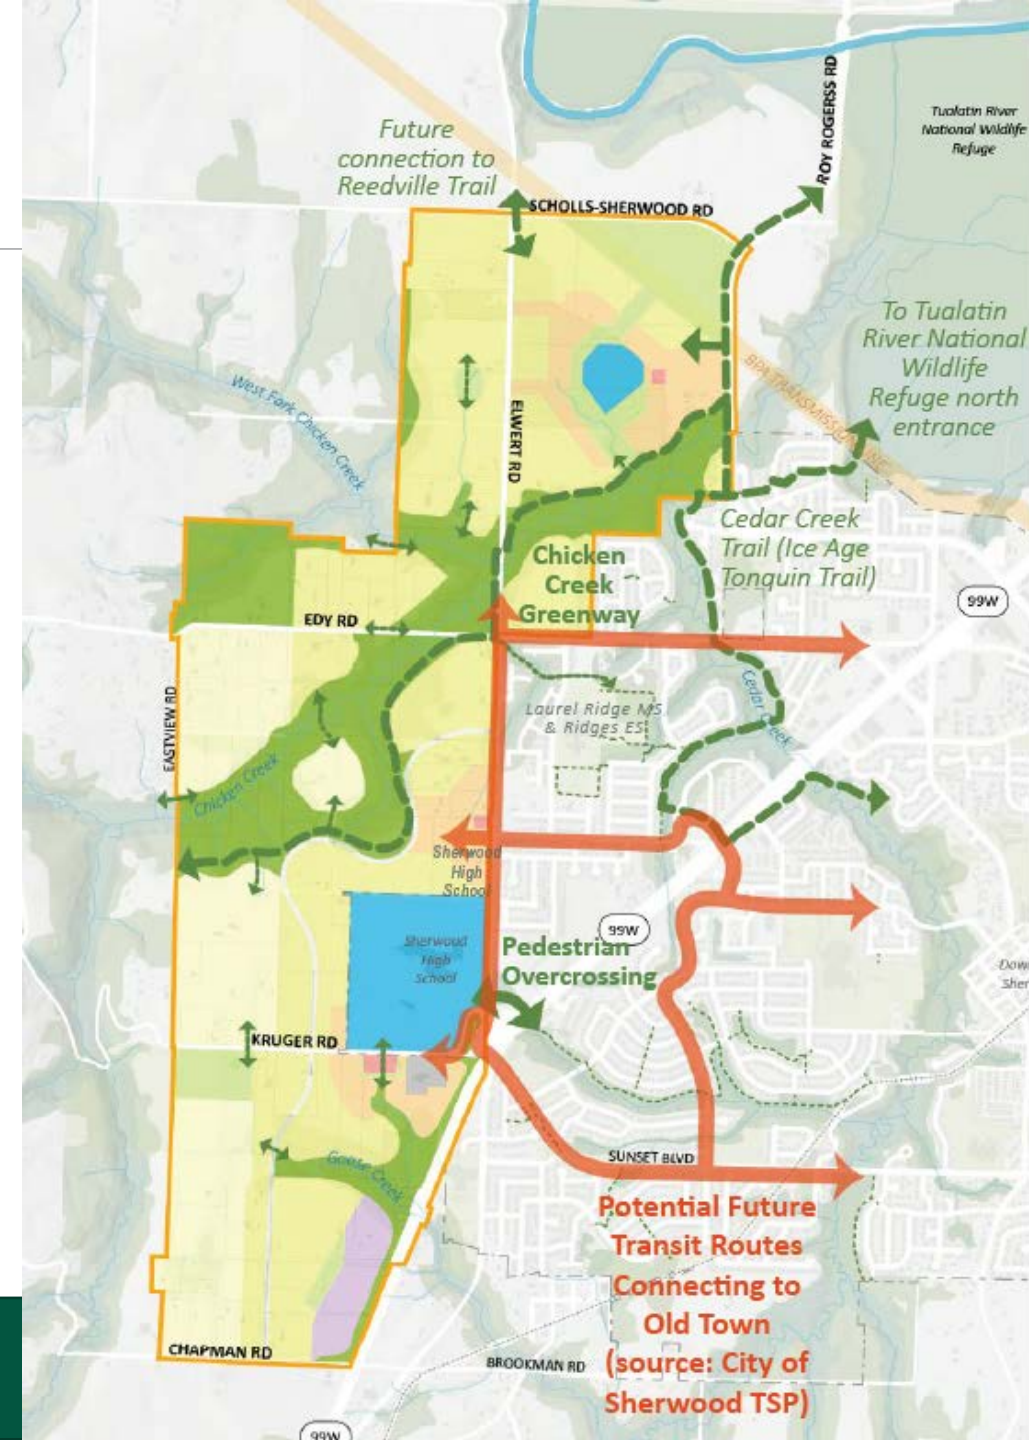 Tualatin River
National Wildlife
Refuge
ROY ROGERSS RD
Future
connection to
Reedville Trail
SCHOLLS-SHERWOOD RD
To Tualatin
River National
Wildlife
Refuge north
entrance
BPA TRANSMISSION LINE
West Fork Chicken Creek
ELWERT RD
Cedar Creek
Trail (Ice Age
Tonquin Trail)
Chicken
Creek
Greenway
99W
EDY RD
EASTVIEW RD
Laurel Ridge MS
& Ridges ES
Cedar Creek
Chicken Creek
Sherwood
High
School
99W
Sherwood
High
School
Pedestrian
Overcrossing
KRUGER RD
Goose Creek
SUNSET BLVD
Potential Future
Transit Routes
Connecting to
Old Town
(source: City of
Sherwood TSP)
CHAPMAN RD
BROOKMAN RD
99W